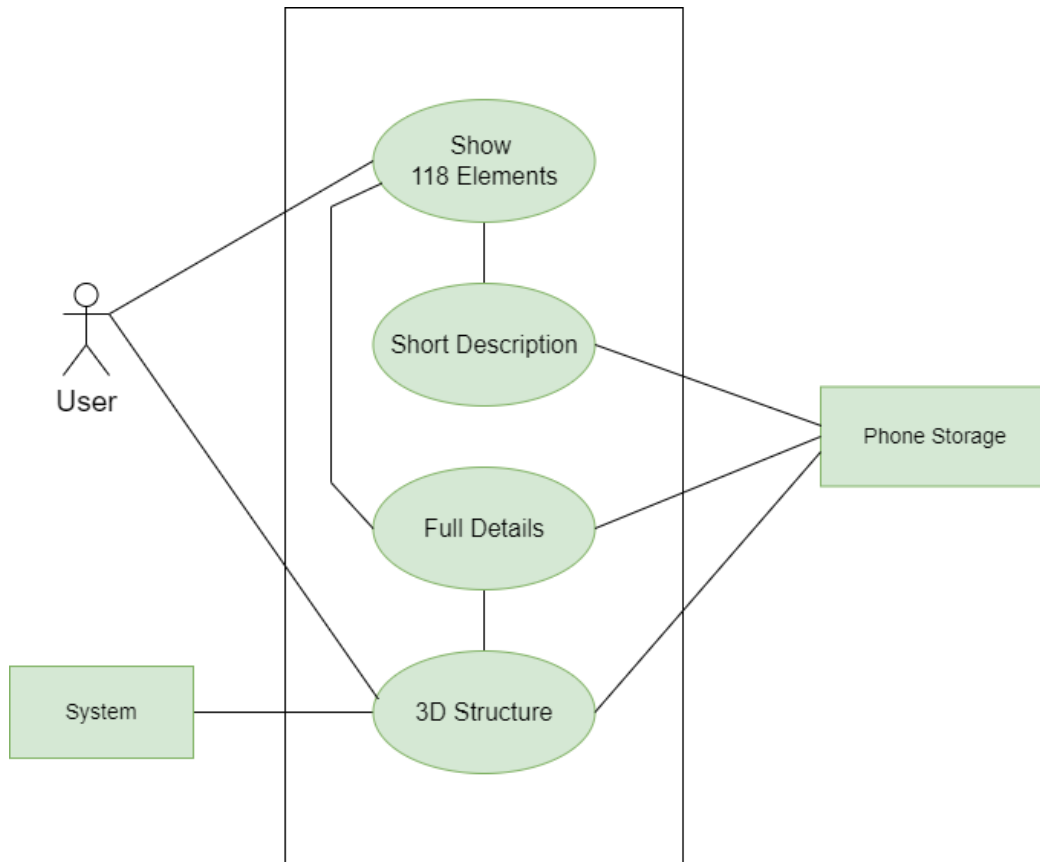 Show
118 Elements
Short Description
User
Phone Storage
Full Details
System
3D Structure